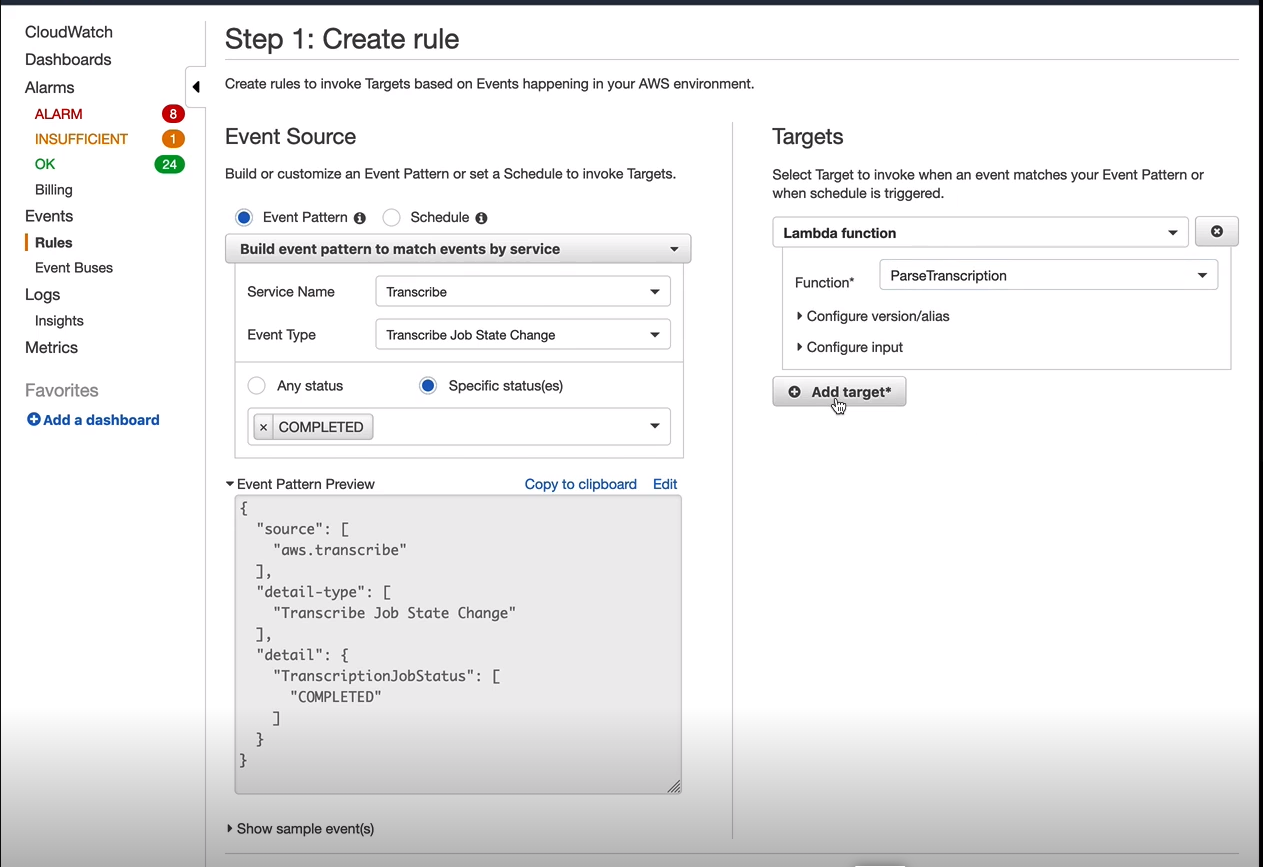 CloudWatch
Dashboards
Alarms
ALARM 8
INSUFFICIENT 1
OK 24
Billing
Events
Rules
Event Buses
Logs
Insights
Metrics
Favorites
Add a dashboard
Step 1: Create rule
Create rules to invoke Targets based on Events happening in your AWS environment.
Event Source
Build or customize an Event Pattern or set a Schedule to invoke Targets.
Event Pattern Schedule
Build event pattern to match events by service
Service Name Transcribe
Event Type Transcribe Job State Change
Any status Specific status(es)
× COMPLETED
Event Pattern Preview Copy to clipboard Edit
{
"source": [
"aws.transcribe"
],
"detail-type": [
"Transcribe Job State Change"
],
"detail": {
"TranscriptionJobStatus": [
"COMPLETED"
]
}
}
Show sample event(s)
Targets
Select Target to invoke when an event matches your Event Pattern or
when schedule is triggered.
Lambda function
Function* ParseTranscription
Configure version/alias
Configure input
Add target*